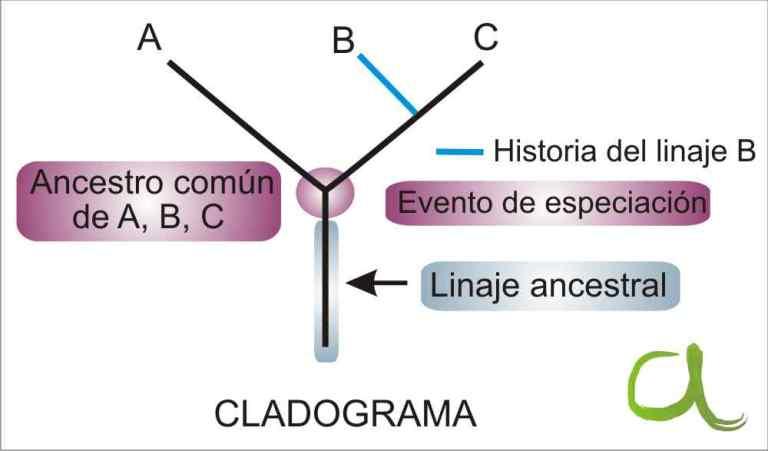 A
B
C
Historia del linaje B
Ancestro común
de A, B, C
Evento de especiación
Linaje ancestral
CLADOGRAMA